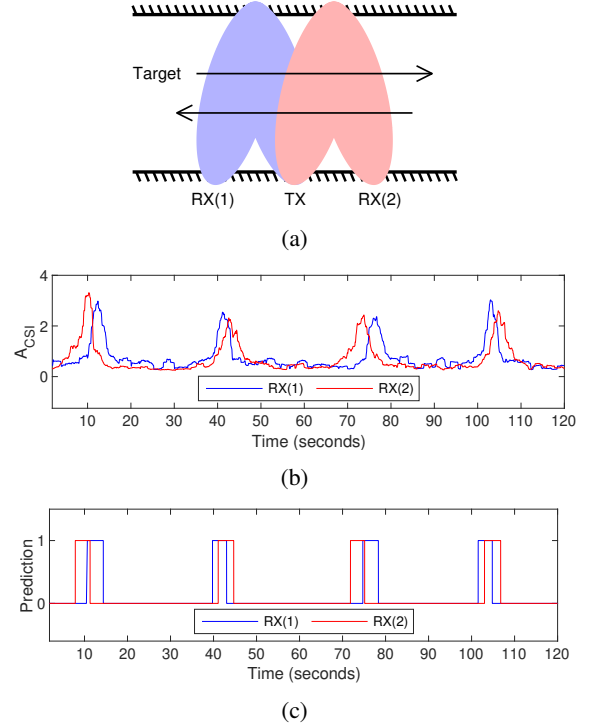 Target
RX(1) TX RX(2)
(a)
4
2
0
A_CSI
RX(1) RX(2)
10 20 30 40 50 60 70 80 90 100 110 120
Time (seconds)
(b)
1
0
Prediction
RX(1) RX(2)
10 20 30 40 50 60 70 80 90 100 110 120
Time (seconds)
(c)